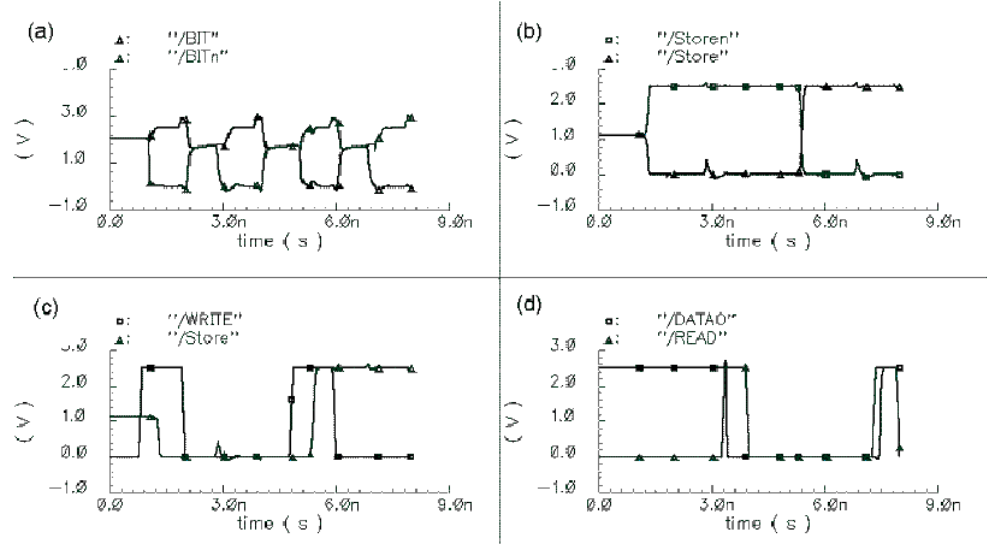 (a)
△: "/BIT"
▲: "/BITn"
3.0
1.0
-1.0
( V )
0.0 3.0n 6.0n 9.0n
time ( s )
(b)
□: "/Storen"
▲: "/Store"
2.0
1.0
0.0
-1.0
( V )
0.0 3.0n 6.0n 9.0n
time ( s )
(c)
□: "/WRITE"
▲: "/Store"
3.0
2.0
1.0
0.0
-1.0
( V )
0.0 3.0n 6.0n 9.0n
time ( s )
(d)
□: "/DATAO"
▲: "/READ"
3.0
2.0
1.0
0.0
-1.0
( V )
0.0 3.0n 6.0n 9.0n
time ( s )